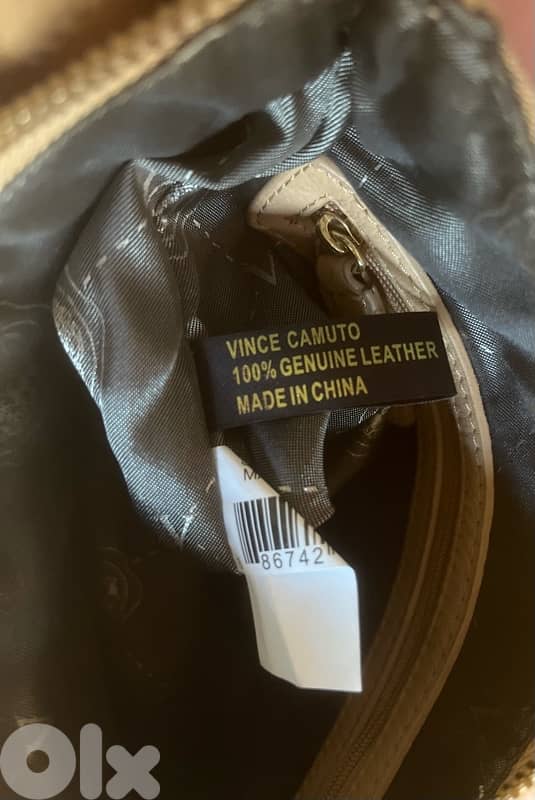 VINCE CAMUTO
100% GENUINE LEATHER
MADE IN CHINA
86742
Olx